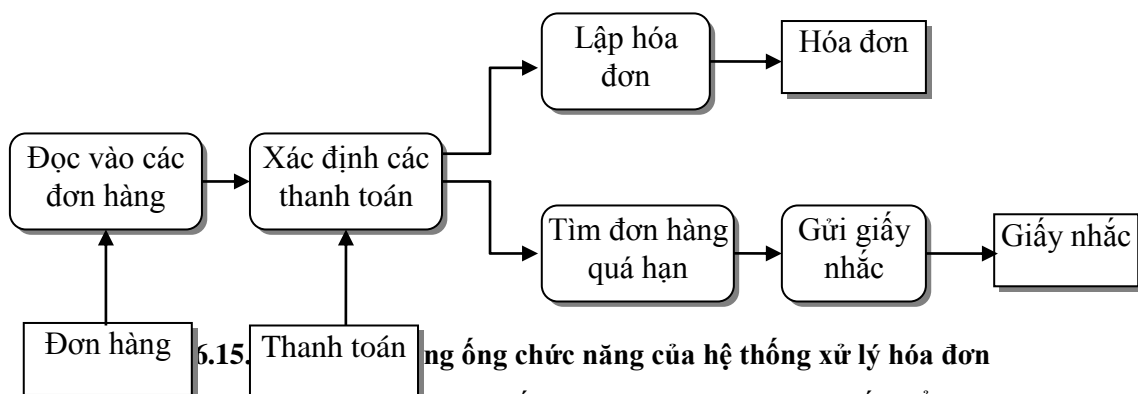 Lập hóa
đơn
Hóa đơn
Đọc vào các
đơn hàng
Xác định các
thanh toán
Tìm đơn hàng
quá hạn
Gửi giấy
nhắc
Giấy nhắc
Đơn hàng
Thanh toán
6.15. ng ống chức năng của hệ thống xử lý hóa đơn